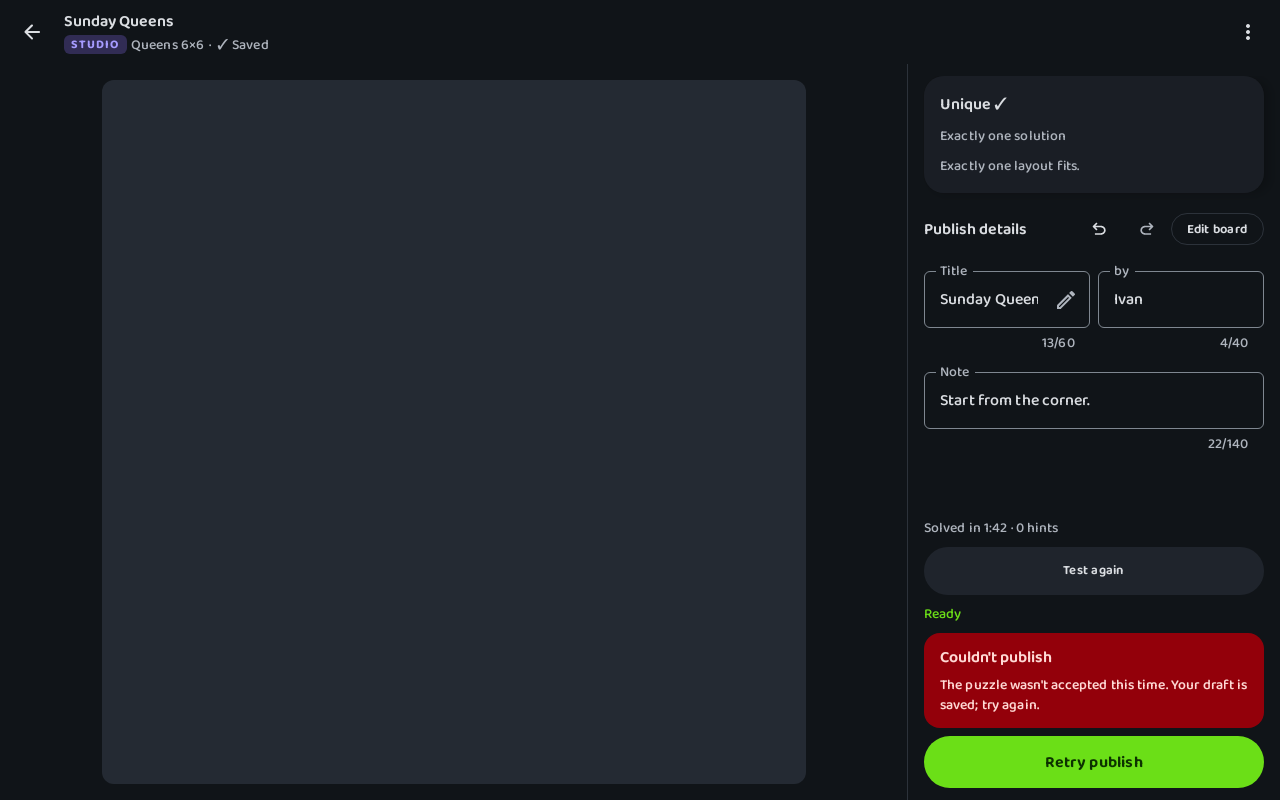 Sunday Queens
STUDIO Queens 6×6 · ✓ Saved
Unique ✓
Exactly one solution
Exactly one layout fits.
Publish details
Edit board
Title
by
Sunday Queen
Ivan
13/60
4/40
Note
Start from the corner.
22/140
Solved in 1:42 · 0 hints
Test again
Ready
Couldn't publish
The puzzle wasn't accepted this time. Your draft is
saved; try again.
Retry publish